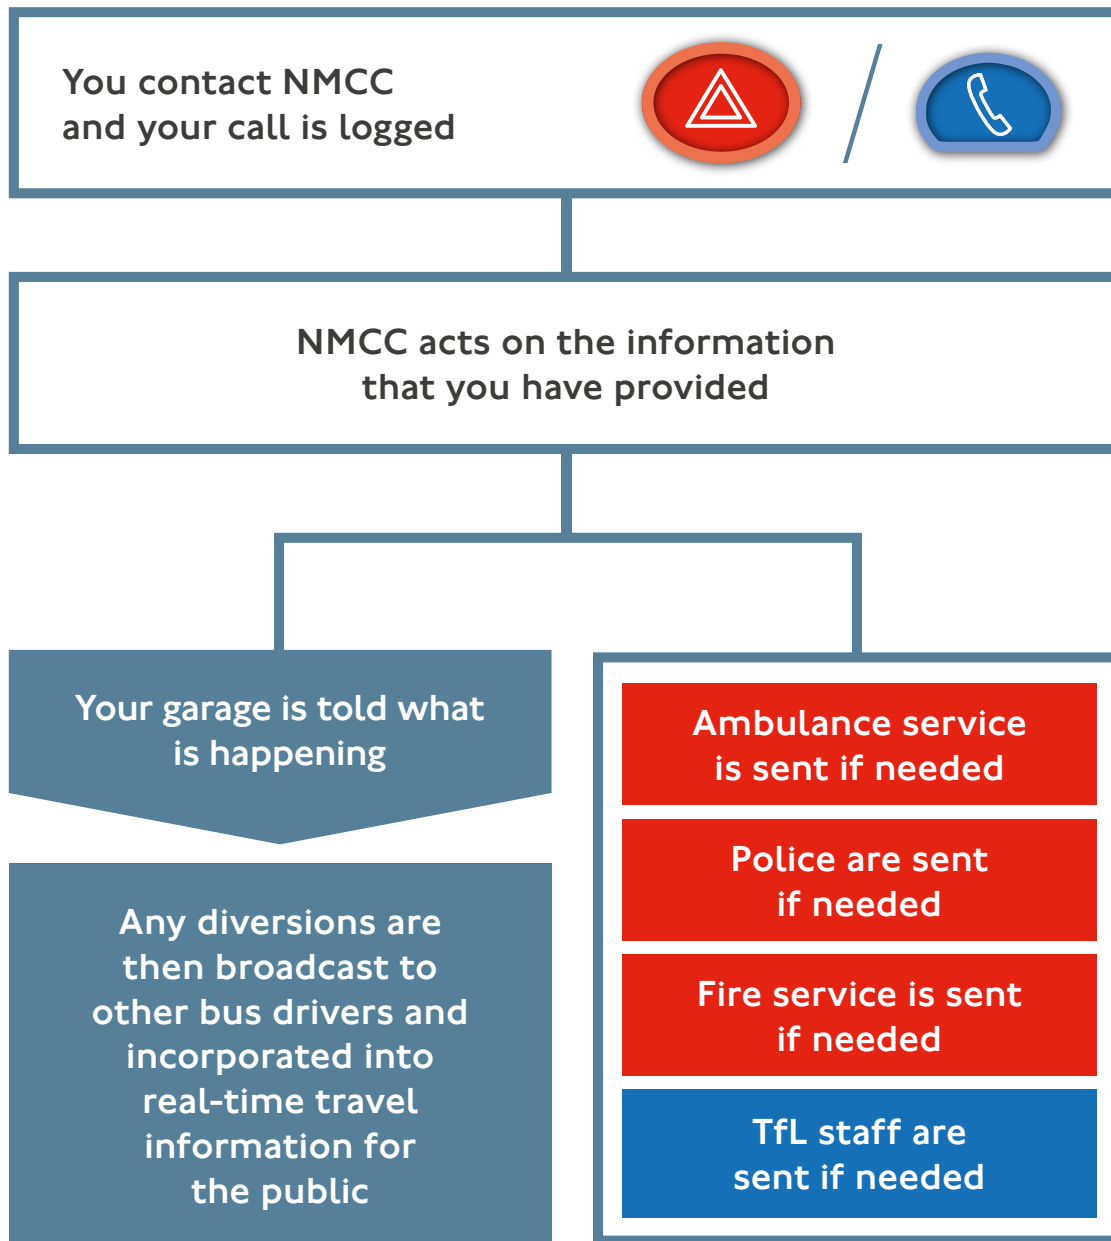 You contact NMCC
and your call is logged
NMCC acts on the information
that you have provided
Your garage is told what
is happening
Any diversions are
then broadcast to
other bus drivers and
incorporated into
real-time travel
information for
the public
Ambulance service
is sent if needed
Police are sent
if needed
Fire service is sent
if needed
TfL staff are
sent if needed